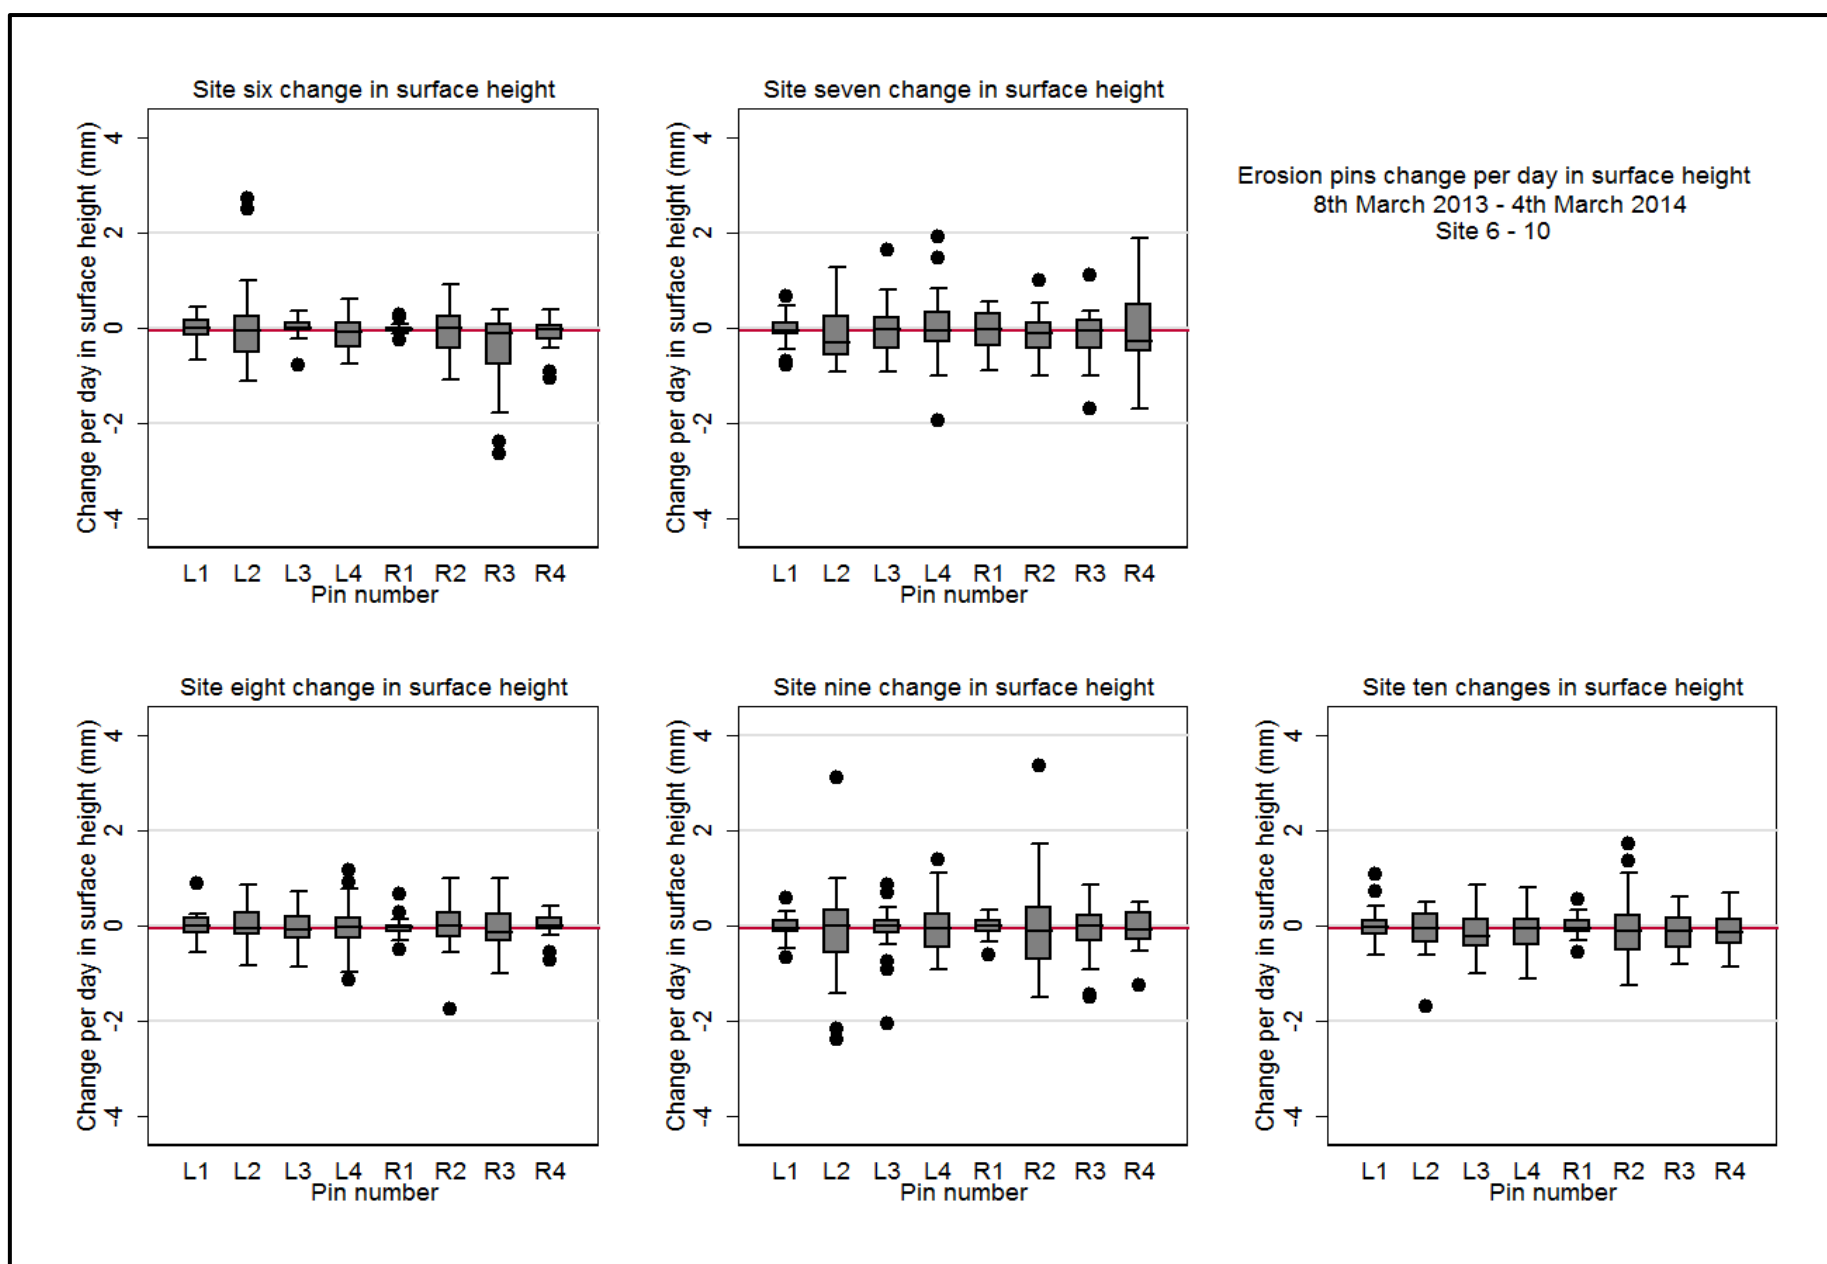 Site six change in surface height
Change per day in surface height (mm)
4
2
0
-2
-4
L1 L2 L3 L4 R1 R2 R3 R4
Pin number
Site seven change in surface height
Change per day in surface height (mm)
4
2
0
-2
-4
L1 L2 L3 L4 R1 R2 R3 R4
Pin number
Erosion pins change per day in surface height
8th March 2013 - 4th March 2014
Site 6 - 10
Site eight change in surface height
Change per day in surface height (mm)
4
2
0
-2
-4
L1 L2 L3 L4 R1 R2 R3 R4
Pin number
Site nine change in surface height
Change per day in surface height (mm)
4
2
0
-2
-4
L1 L2 L3 L4 R1 R2 R3 R4
Pin number
Site ten changes in surface height
Change per day in surface height (mm)
4
2
0
-2
-4
L1 L2 L3 L4 R1 R2 R3 R4
Pin number